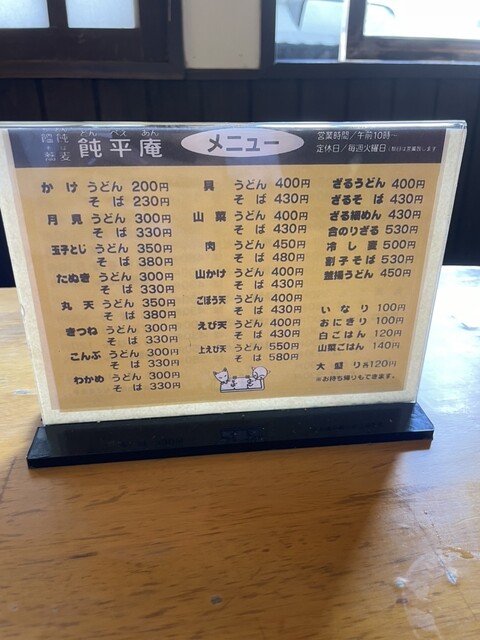 饂飩
蕎麦
どんぺえあん
飩平庵
メニュー
営業時間／午前10時〜
定休日／毎週火曜日(祭日は営業致します
かけ うどん 200円
そば 230円
月見 うどん 300円
そば 330円
玉子とじ うどん 350円
そば 380円
たぬき うどん 300円
そば 330円
丸天 うどん 350円
そば 380円
きつね うどん 300円
そば 330円
こんぶ うどん 300円
そば 330円
わかめ うどん 300円
そば 330円
具 うどん 400円
そば 430円
山菜 うどん 400円
そば 430円
肉 うどん 450円
そば 480円
山かけ うどん 400円
そば 430円
ごぼう天 うどん 400円
そば 430円
えび天 うどん 400円
そば 430円
上えび天 うどん 550円
そば 580円
ざるうどん 400円
ざるそば 430円
ざる細めん 430円
合のりざる 530円
冷し麦 500円
割子そば 530円
釜揚うどん 450円
いなり 100円
おにぎり 100円
白ごはん 120円
山菜ごはん 140円
大盛り各120円
※お持ち帰りもできます。